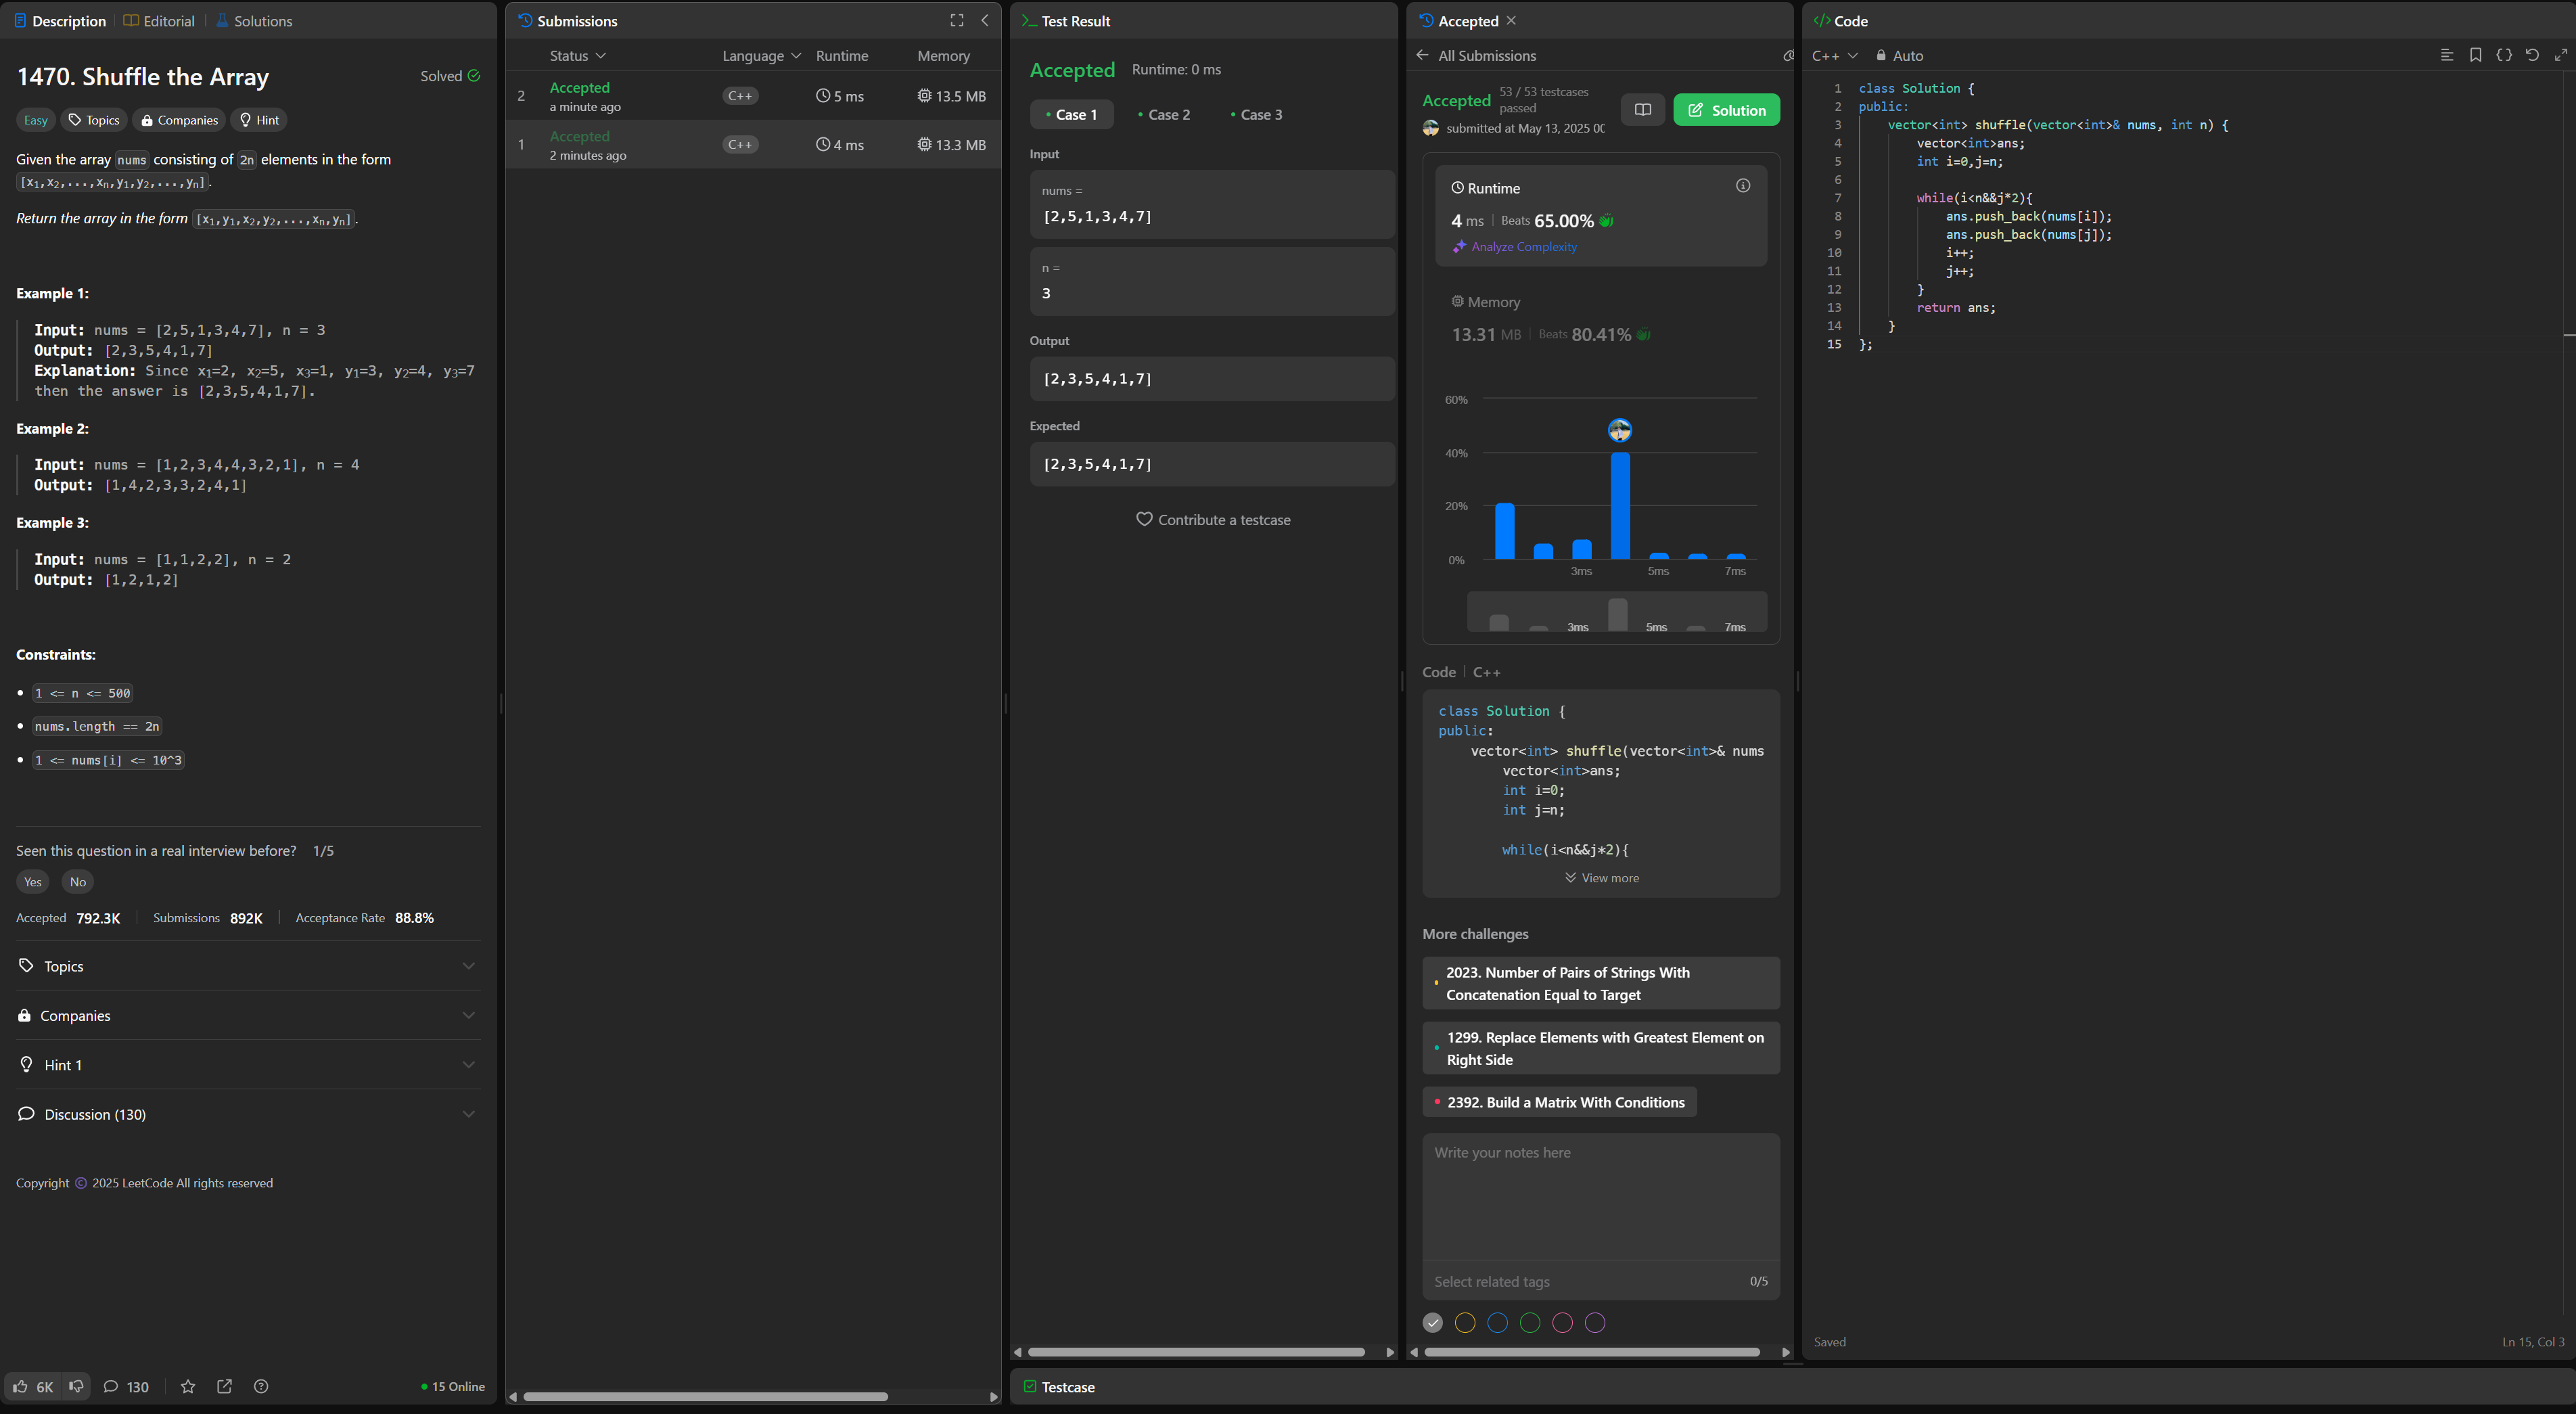 Description
Editorial
Solutions
1470. Shuffle the Array
Solved
Easy
Topics
Companies
Hint
Given the array nums consisting of 2n elements in the form
[x1,x2,...,xn,y1,y2,...,yn].
Return the array in the form [x1,y1,x2,y2,...,xn,yn].
Example 1:
Input: nums = [2,5,1,3,4,7], n = 3
Output: [2,3,5,4,1,7]
Explanation: Since x1=2, x2=5, x3=1, y1=3, y2=4, y3=7
then the answer is [2,3,5,4,1,7].
Example 2:
Input: nums = [1,2,3,4,4,3,2,1], n = 4
Output: [1,4,2,3,3,2,4,1]
Example 3:
Input: nums = [1,1,2,2], n = 2
Output: [1,2,1,2]
Constraints:
1 <= n <= 500
nums.length == 2n
1 <= nums[i] <= 10^3
Seen this question in a real interview before? 1/5
Yes
No
Accepted 792.3K
Submissions 892K
Acceptance Rate 88.8%
Topics
Companies
Hint 1
Discussion (130)
Copyright © 2025 LeetCode All rights reserved
6K
130
15 Online
Submissions
Status
Language
Runtime
Memory
2
Accepted
a minute ago
C++
5 ms
13.5 MB
1
Accepted
2 minutes ago
C++
4 ms
13.3 MB
Test Result
Accepted
Runtime: 0 ms
Case 1
Case 2
Case 3
Input
nums =
[2,5,1,3,4,7]
n =
3
Output
[2,3,5,4,1,7]
Expected
[2,3,5,4,1,7]
Contribute a testcase
Accepted
All Submissions
Accepted
53 / 53 testcases
passed
submitted at May 13, 2025 00
Solution
Runtime
4 ms
Beats 65.00%
Analyze Complexity
Memory
13.31 MB
Beats 80.41%
60%
40%
20%
0%
3ms
5ms
7ms
3ms
5ms
7ms
Code
C++
class Solution {
public:
vector<int> shuffle(vector<int>& nums
vector<int>ans;
int i=0;
int j=n;
while(i<n&&j*2){
View more
More challenges
2023. Number of Pairs of Strings With
Concatenation Equal to Target
1299. Replace Elements with Greatest Element on
Right Side
2392. Build a Matrix With Conditions
Write your notes here
Select related tags
0/5
Code
C++
Auto
1 class Solution {
2 public:
3 vector<int> shuffle(vector<int>& nums, int n) {
4 vector<int>ans;
5 int i=0,j=n;
6
7 while(i<n&&j*2){
8 ans.push_back(nums[i]);
9 ans.push_back(nums[j]);
10 i++;
11 j++;
12 }
13 return ans;
14 }
15 };
Saved
Ln 15, Col 3
Testcase